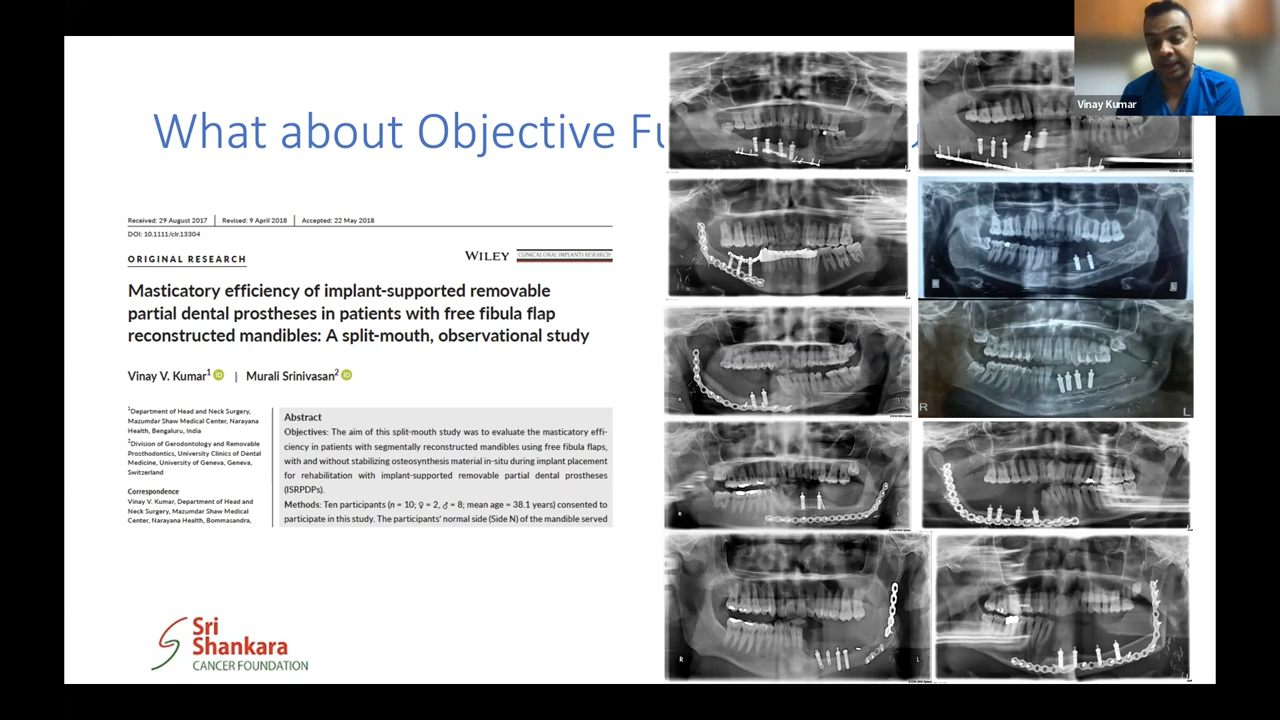 Vinay Kumar
What about Objective Fu
Received: 29 August 2017 | Revised: 9 April 2018 | Accepted: 22 May 2018
DOI: 10.1111/clr.13304
ORIGINAL RESEARCH
WILEY
CLINICAL ORAL IMPLANTS RESEARCH
Masticatory efficiency of implant-supported removable
partial dental prostheses in patients with free fibula flap
reconstructed mandibles: A split-mouth, observational study
Vinay V. Kumar1 | Murali Srinivasan2
1Department of Head and Neck Surgery,
Mazumdar Shaw Medical Center, Narayana
Health, Bengaluru, India
2Division of Gerodontology and Removable
Prosthodontics, University Clinics of Dental
Medicine, University of Geneva, Geneva,
Switzerland
Correspondence
Vinay V. Kumar, Department of Head and
Neck Surgery, Mazumdar Shaw Medical
Center, Narayana Health, Bommasandra,
Abstract
Objectives: The aim of this split-mouth study was to evaluate the masticatory effi-
ciency in patients with segmentally reconstructed mandibles using free fibula flaps,
with and without stabilizing osteosynthesis material in-situ during implant placement
for rehabilitation with implant-supported removable partial dental prostheses
(ISRPDPs).
Methods: Ten participants (n = 10; ♀ = 2, ♂ = 8; mean age = 38.1 years) consented to
participate in this study. The participants' normal side (Side N) of the mandible served
Sri
Shankara
CANCER FOUNDATION
L
R
L
R
L